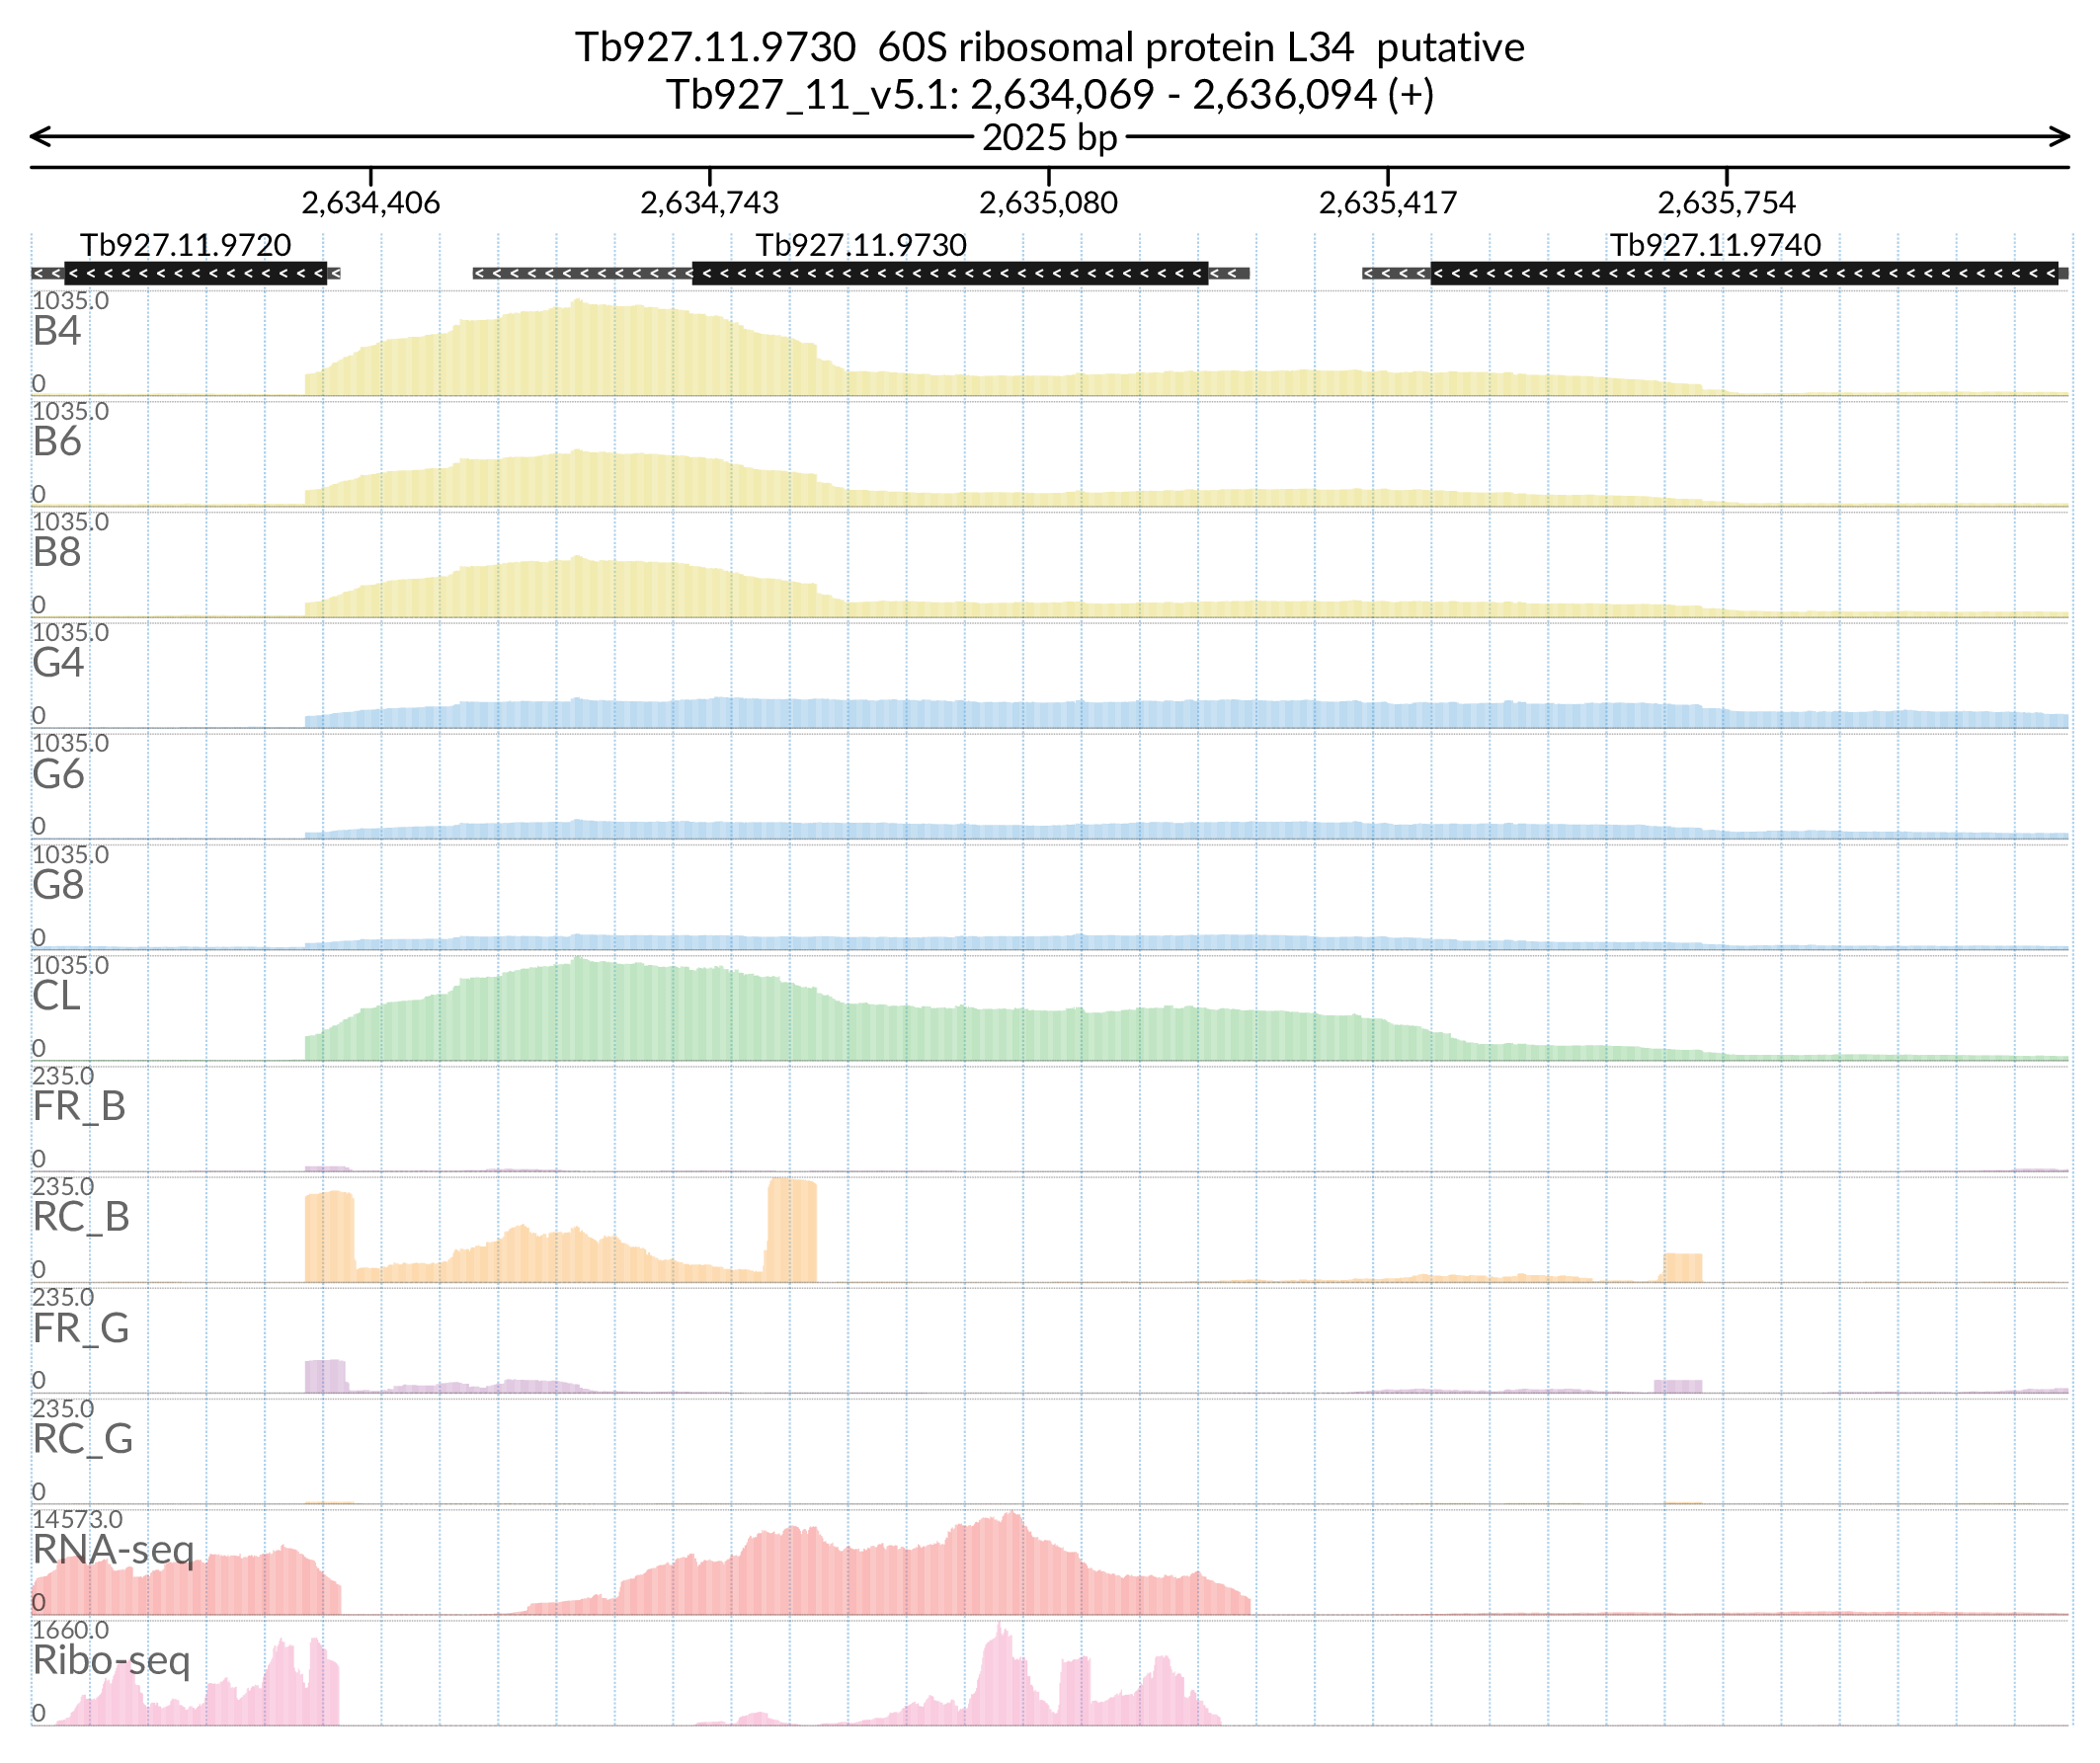 Tb927.11.9730  60S ribosomal protein L34  putative
Tb927_11_v5.1: 2,634,069 - 2,636,094 (+)
2025 bp
2,634,406 2,634,743 2,635,080 2,635,417 2,635,754
Tb927.11.9720 Tb927.11.9730 Tb927.11.9740
1035.0
B4
0
1035.0
B6
0
1035.0
B8
0
1035.0
G4
0
1035.0
G6
0
1035.0
G8
0
1035.0
CL
0
235.0
FR_B
0
235.0
RC_B
0
235.0
FR_G
0
235.0
RC_G
0
14573.0
RNA-seq
0
1660.0
Ribo-seq
0